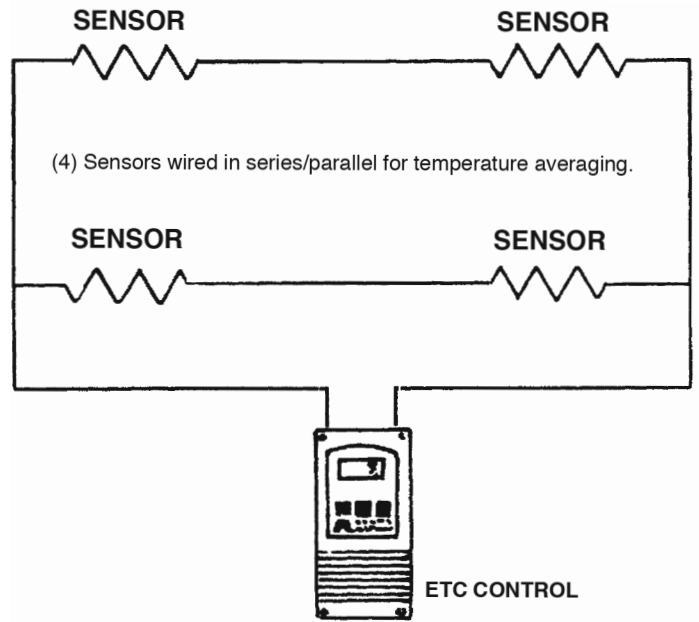 SENSOR SENSOR
(4) Sensors wired in series/parallel for temperature averaging.
SENSOR SENSOR
ETC CONTROL